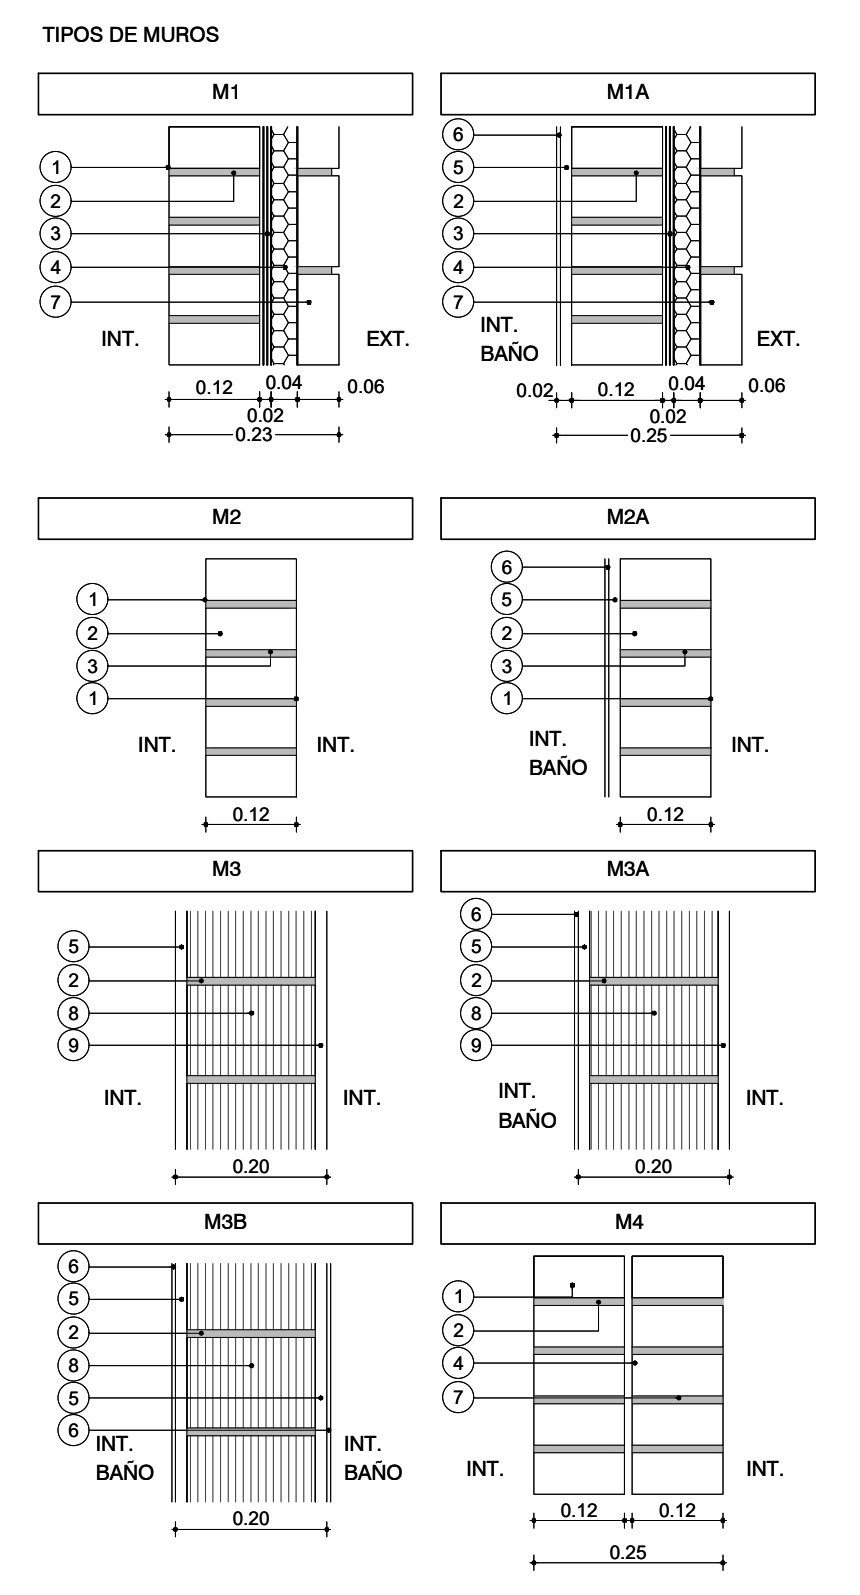 TIPOS DE MUROS
M1
1
2
3
4
7
INT.
EXT.
0.12
0.04
0.06
0.02
0.23
M1A
6
5
2
3
4
7
INT.
BAÑO
EXT.
0.02
0.12
0.04
0.06
0.02
0.25
M2
1
2
3
1
INT.
INT.
0.12
M2A
6
5
2
3
1
INT.
BAÑO
INT.
0.12
M3
5
2
8
9
INT.
INT.
0.20
M3A
6
5
2
8
9
INT.
BAÑO
INT.
0.20
M3B
6
5
2
8
5
6
INT.
BAÑO
INT.
BAÑO
0.20
M4
1
2
4
7
INT.
INT.
0.12
0.12
0.25